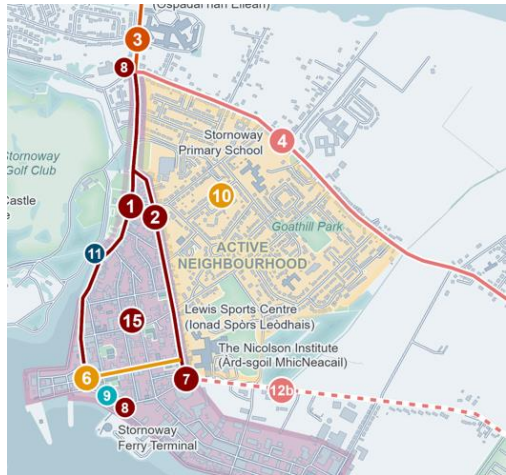 (Ospadal nan Eilean)
3
8
4
Stornoway
Primary School
Stornoway
Golf Club
10
Castle
1
2
Goathill Park
11
ACTIVE
NEIGHBOURHOOD
15
Lewis Sports Centre
(Ionad Spòrs Leòdhais)
The Nicolson Institute
(Àrd-sgoil MhicNeacail)
6
7
9
8
12b
Stornoway
Ferry Terminal